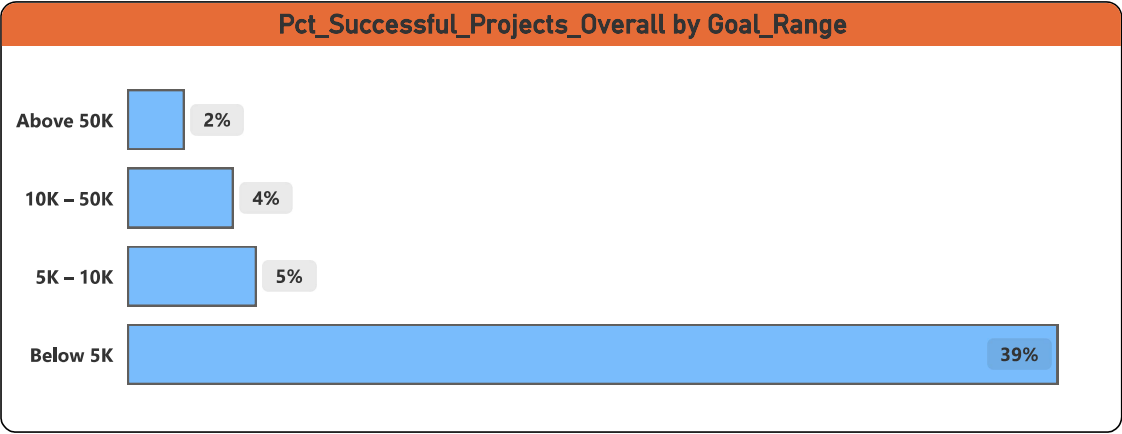 Pct_Successful_Projects_Overall by Goal_Range
Above 50K 2%
10K – 50K 4%
5K – 10K 5%
Below 5K 39%